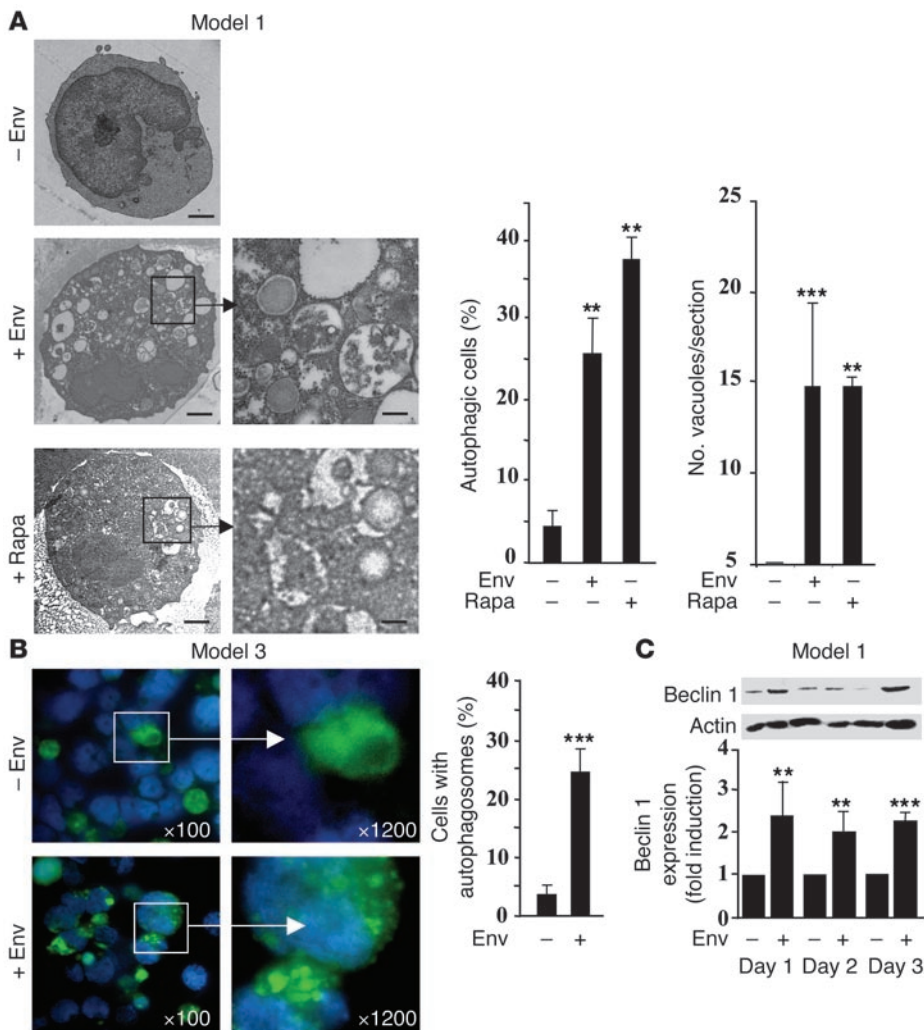 A
Model 1
– Env
+ Env
+ Rapa
Autophagic cells (%)
40
30
20
10
0
Env – + –
Rapa – – +
No. vacuoles/section
25
20
15
10
5
Env – + –
Rapa – – +
** **
*** **
B
Model 3
– Env
×100
×1200
+ Env
×100
×1200
Cells with
autophagosomes (%)
40
30
20
10
0
***
Env – +
C
Model 1
Beclin 1
Actin
Beclin 1
expression
(fold induction)
4
3
2
1
0
** ** ***
Env – + – + – +
Day 1 Day 2 Day 3